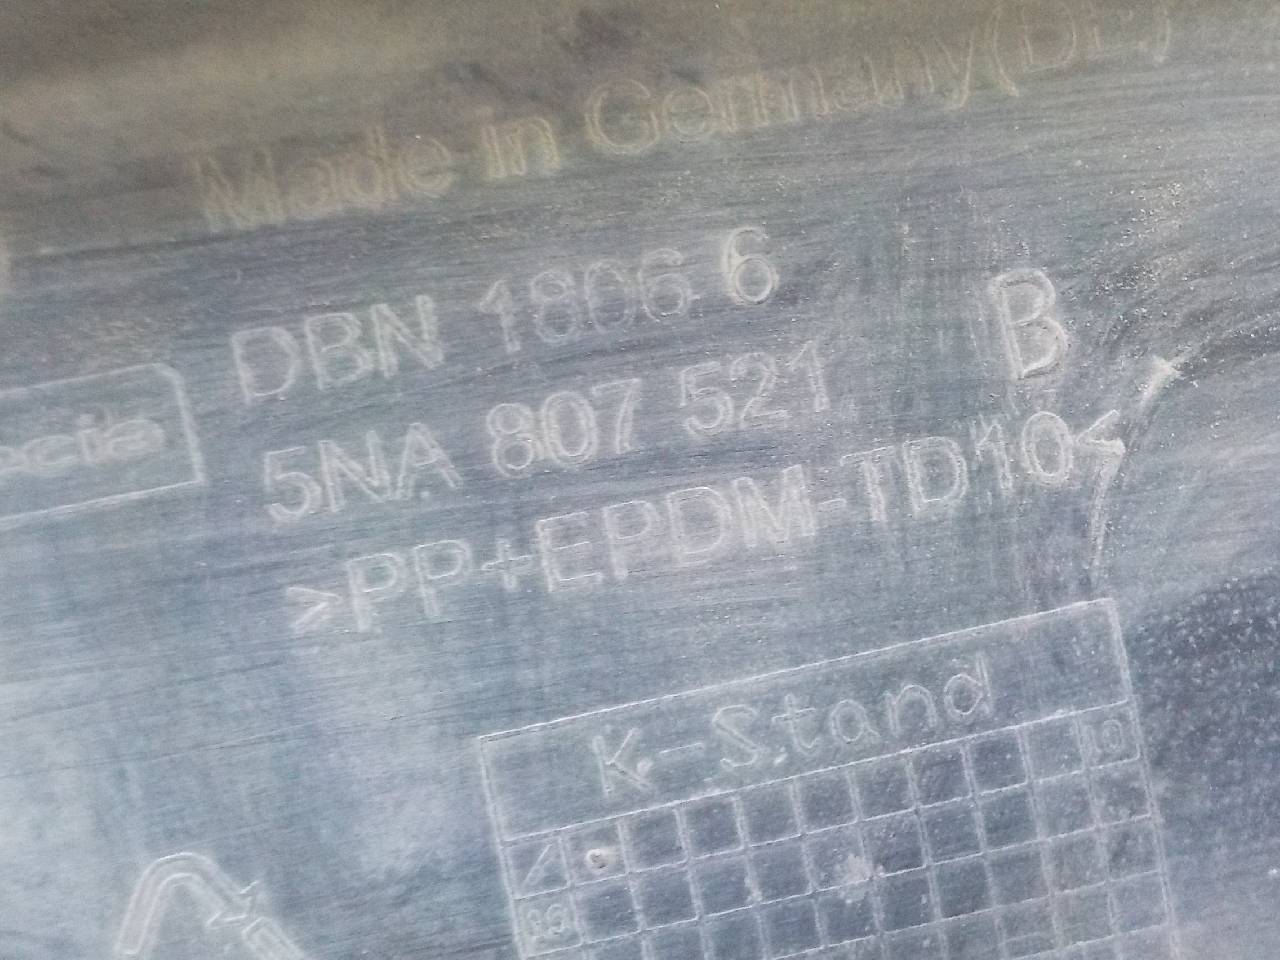 Made in Germany
DBN 1806 6
B
5NA 807 521
>PP+EPDM-TD10<
K-Stand
10